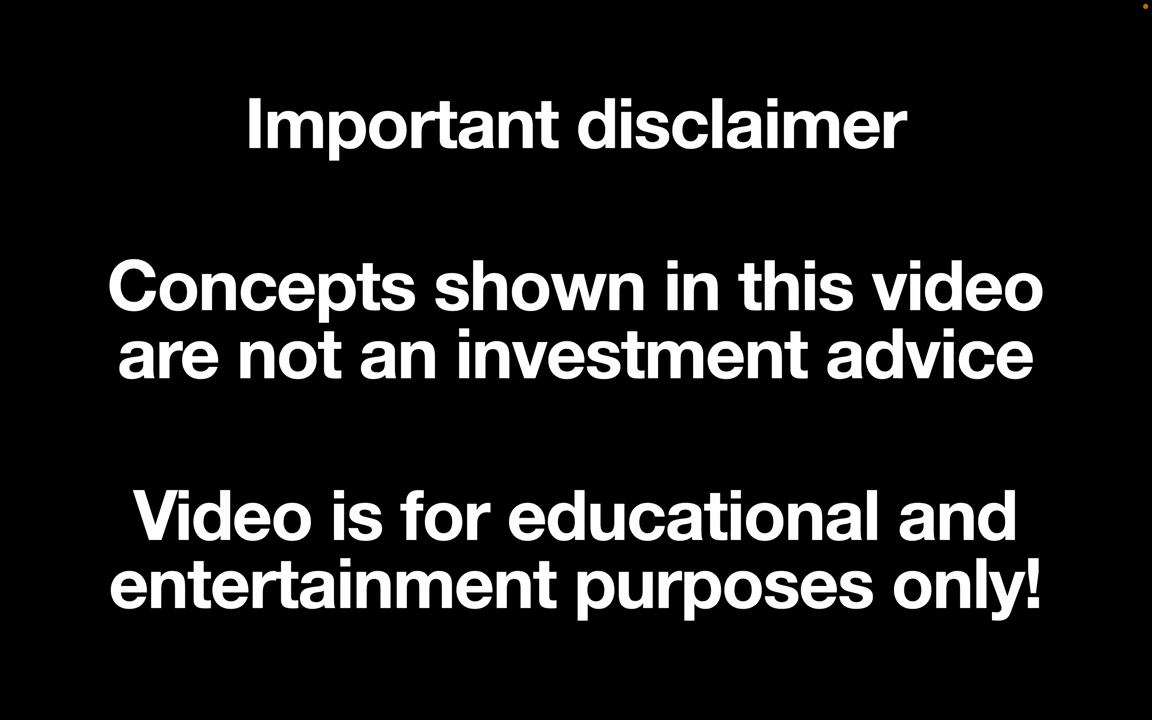 Important disclaimer
Concepts shown in this video
are not an investment advice
Video is for educational and
entertainment purposes only!